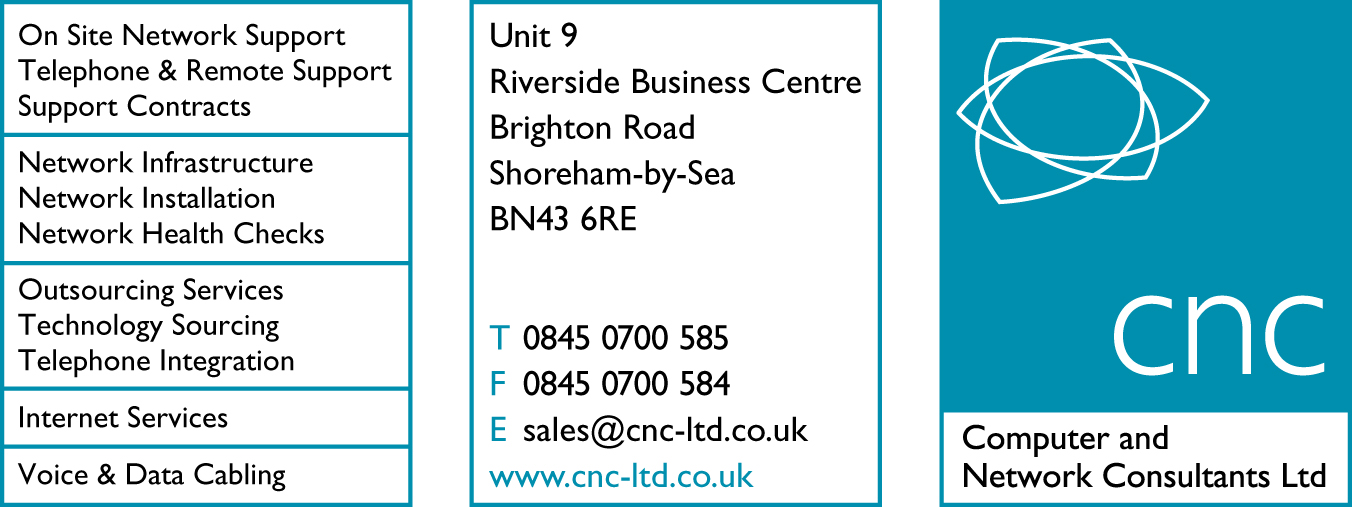 On Site Network Support
Telephone & Remote Support
Support Contracts
Network Infrastructure
Network Installation
Network Health Checks
Outsourcing Services
Technology Sourcing
Telephone Integration
Internet Services
Voice & Data Cabling
Unit 9
Riverside Business Centre
Brighton Road
Shoreham-by-Sea
BN43 6RE
T 0845 0700 585
F 0845 0700 584
E sales@cnc-ltd.co.uk
www.cnc-ltd.co.uk
cnc
Computer and
Network Consultants Ltd